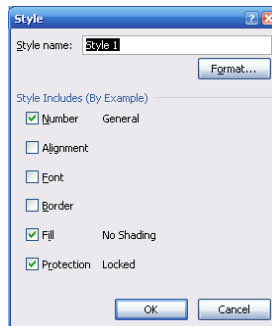 Style
Style name: Style 1
Format...
Style Includes (By Example)
Number General
Alignment
Font
Border
Fill No Shading
Protection Locked
OK Cancel